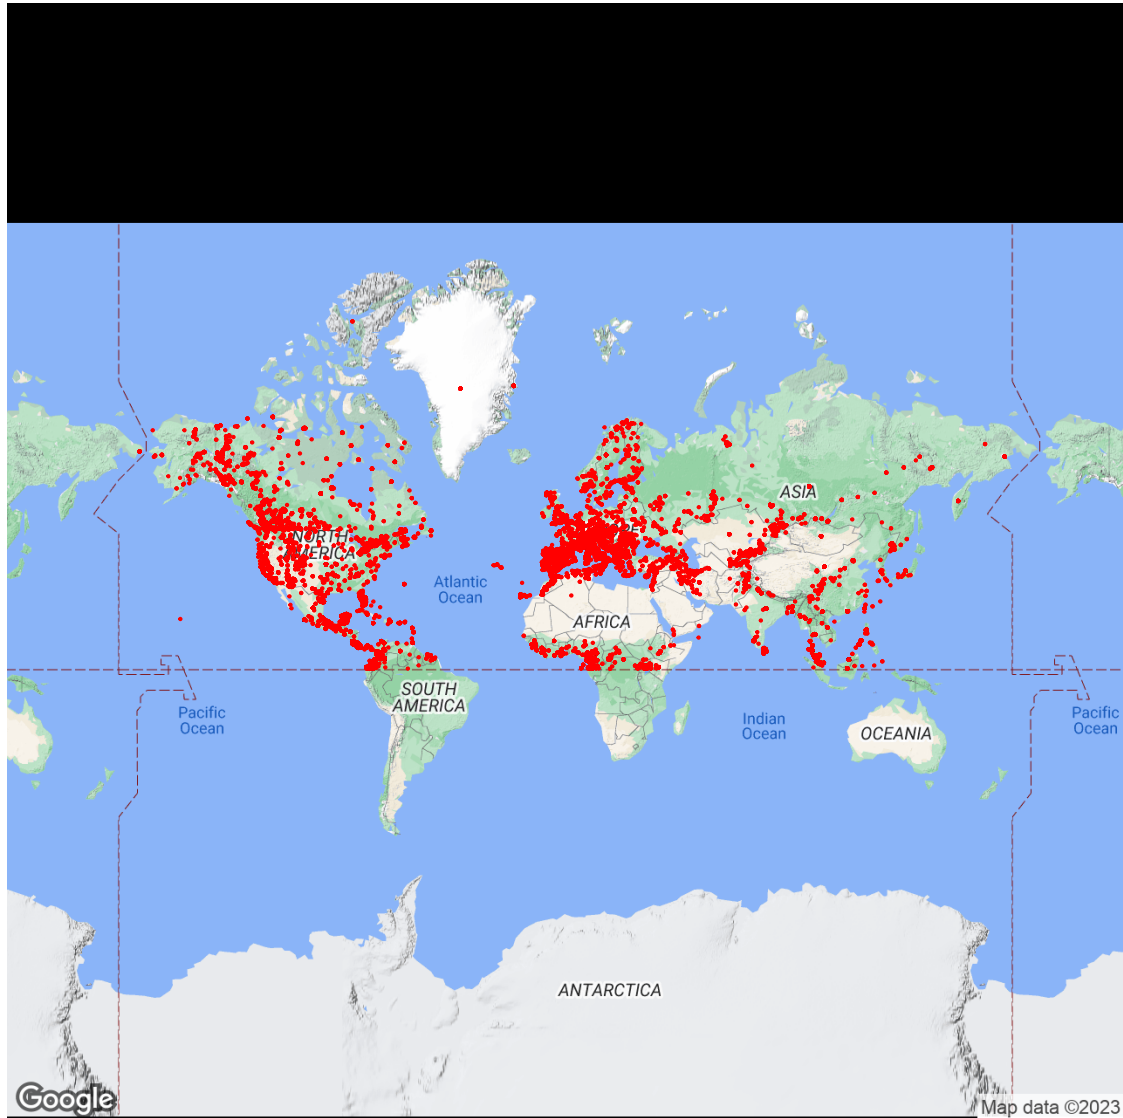 ASIA
NORTH
AMERICA
Atlantic
Ocean
AFRICA
SOUTH
AMERICA
Pacific
Ocean
Indian
Ocean
OCEANIA
Pacific
Ocean
ANTARCTICA
Google
Map data ©2023